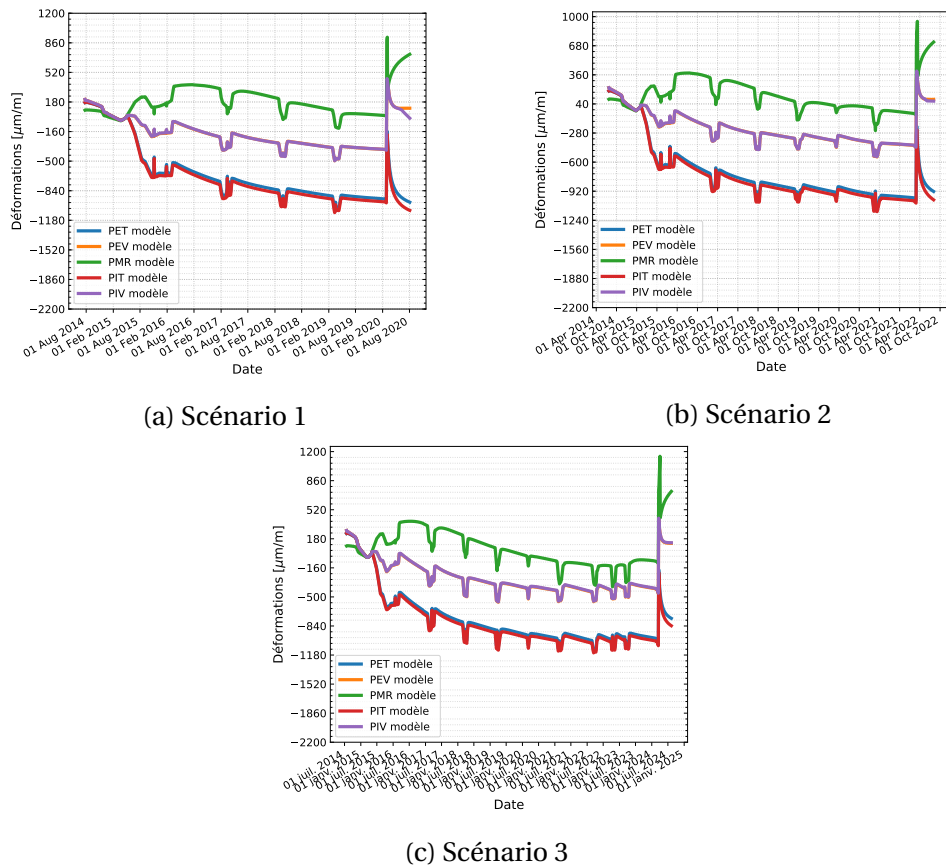 1200
860
520
180
−160
−500
−840
−1180
−1520
−1860
−2200
Déformations [µm/m]
PET modèle
PEV modèle
PMR modèle
PIT modèle
PIV modèle
01 Aug 2014
01 Feb 2015
01 Aug 2015
01 Feb 2016
01 Aug 2016
01 Feb 2017
01 Aug 2017
01 Feb 2018
01 Aug 2018
01 Feb 2019
01 Aug 2019
01 Feb 2020
01 Aug 2020
Date
(a) Scénario 1
1000
680
360
40
−280
−600
−920
−1240
−1560
−1880
−2200
Déformations [µm/m]
PET modèle
PEV modèle
PMR modèle
PIT modèle
PIV modèle
01 Apr 2014
01 Oct 2014
01 Apr 2015
01 Oct 2015
01 Apr 2016
01 Oct 2016
01 Apr 2017
01 Oct 2017
01 Apr 2018
01 Oct 2018
01 Apr 2019
01 Oct 2019
01 Apr 2020
01 Oct 2020
01 Apr 2021
01 Oct 2021
01 Apr 2022
01 Oct 2022
Date
(b) Scénario 2
1200
860
520
180
−160
−500
−840
−1180
−1520
−1860
−2200
Déformations [µm/m]
PET modèle
PEV modèle
PMR modèle
PIT modèle
PIV modèle
01 juil. 2014
01 janv. 2015
01 juil. 2015
01 janv. 2016
01 juil. 2016
01 janv. 2017
01 juil. 2017
01 janv. 2018
01 juil. 2018
01 janv. 2019
01 juil. 2019
01 janv. 2020
01 juil. 2020
01 janv. 2021
01 juil. 2021
01 janv. 2022
01 juil. 2022
01 janv. 2023
01 juil. 2023
01 janv. 2024
01 juil. 2024
01 janv. 2025
Date
(c) Scénario 3